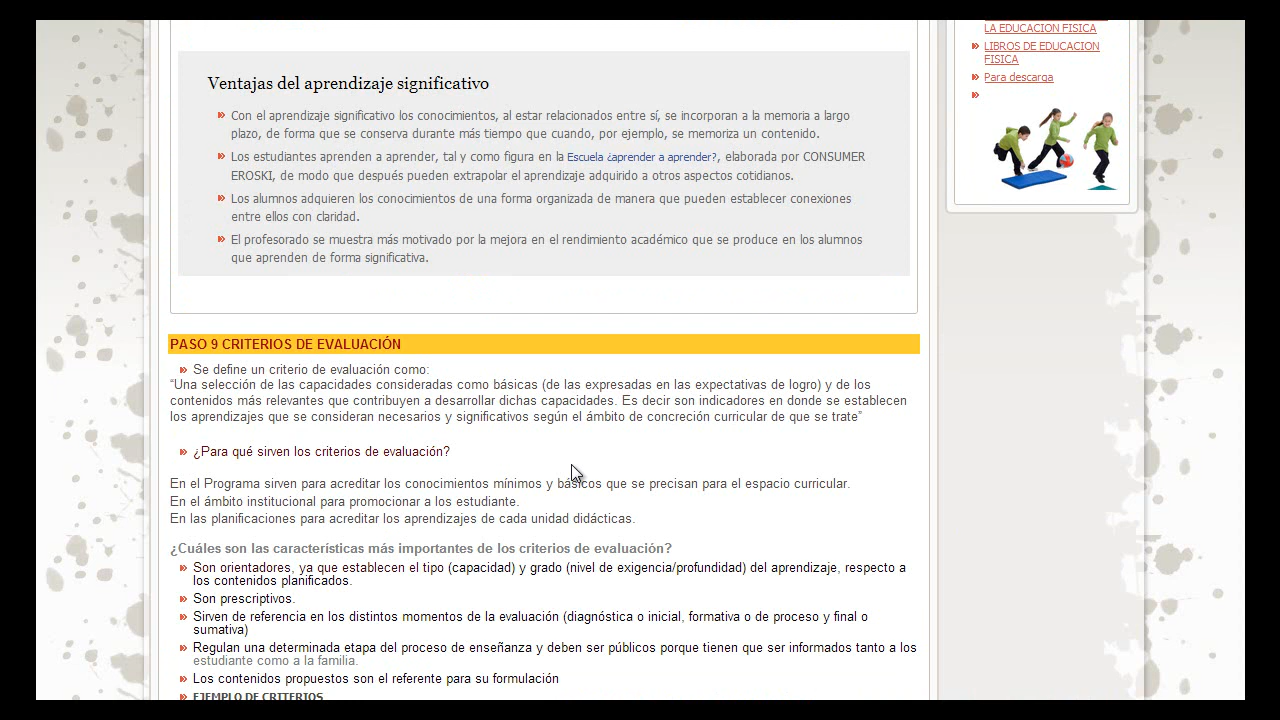 Ventajas del aprendizaje significativo
Con el aprendizaje significativo los conocimientos, al estar relacionados entre sí, se incorporan a la memoria a largo
plazo, de forma que se conserva durante más tiempo que cuando, por ejemplo, se memoriza un contenido.
Los estudiantes aprenden a aprender, tal y como figura en la Escuela ¿aprender a aprender?, elaborada por CONSUMER
EROSKI, de modo que después pueden extrapolar el aprendizaje adquirido a otros aspectos cotidianos.
Los alumnos adquieren los conocimientos de una forma organizada de manera que pueden establecer conexiones
entre ellos con claridad.
El profesorado se muestra más motivado por la mejora en el rendimiento académico que se produce en los alumnos
que aprenden de forma significativa.
PASO 9 CRITERIOS DE EVALUACIÓN
Se define un criterio de evaluación como:
“Una selección de las capacidades consideradas como básicas (de las expresadas en las expectativas de logro) y de los
contenidos más relevantes que contribuyen a desarrollar dichas capacidades. Es decir son indicadores en donde se establecen
los aprendizajes que se consideran necesarios y significativos según el ámbito de concreción curricular de que se trate”
¿Para qué sirven los criterios de evaluación?
En el Programa sirven para acreditar los conocimientos mínimos y básicos que se precisan para el espacio curricular.
En el ámbito institucional para promocionar a los estudiante.
En las planificaciones para acreditar los aprendizajes de cada unidad didácticas.
¿Cuáles son las características más importantes de los criterios de evaluación?
Son orientadores, ya que establecen el tipo (capacidad) y grado (nivel de exigencia/profundidad) del aprendizaje, respecto a
los contenidos planificados.
Son prescriptivos.
Sirven de referencia en los distintos momentos de la evaluación (diagnóstica o inicial, formativa o de proceso y final o
sumativa)
Regulan una determinada etapa del proceso de enseñanza y deben ser públicos porque tienen que ser informados tanto a los
estudiante como a la familia.
Los contenidos propuestos son el referente para su formulación
EJEMPLO DE CRITERIOS
LA EDUCACION FISICA
LIBROS DE EDUCACION
FISICA
Para descarga